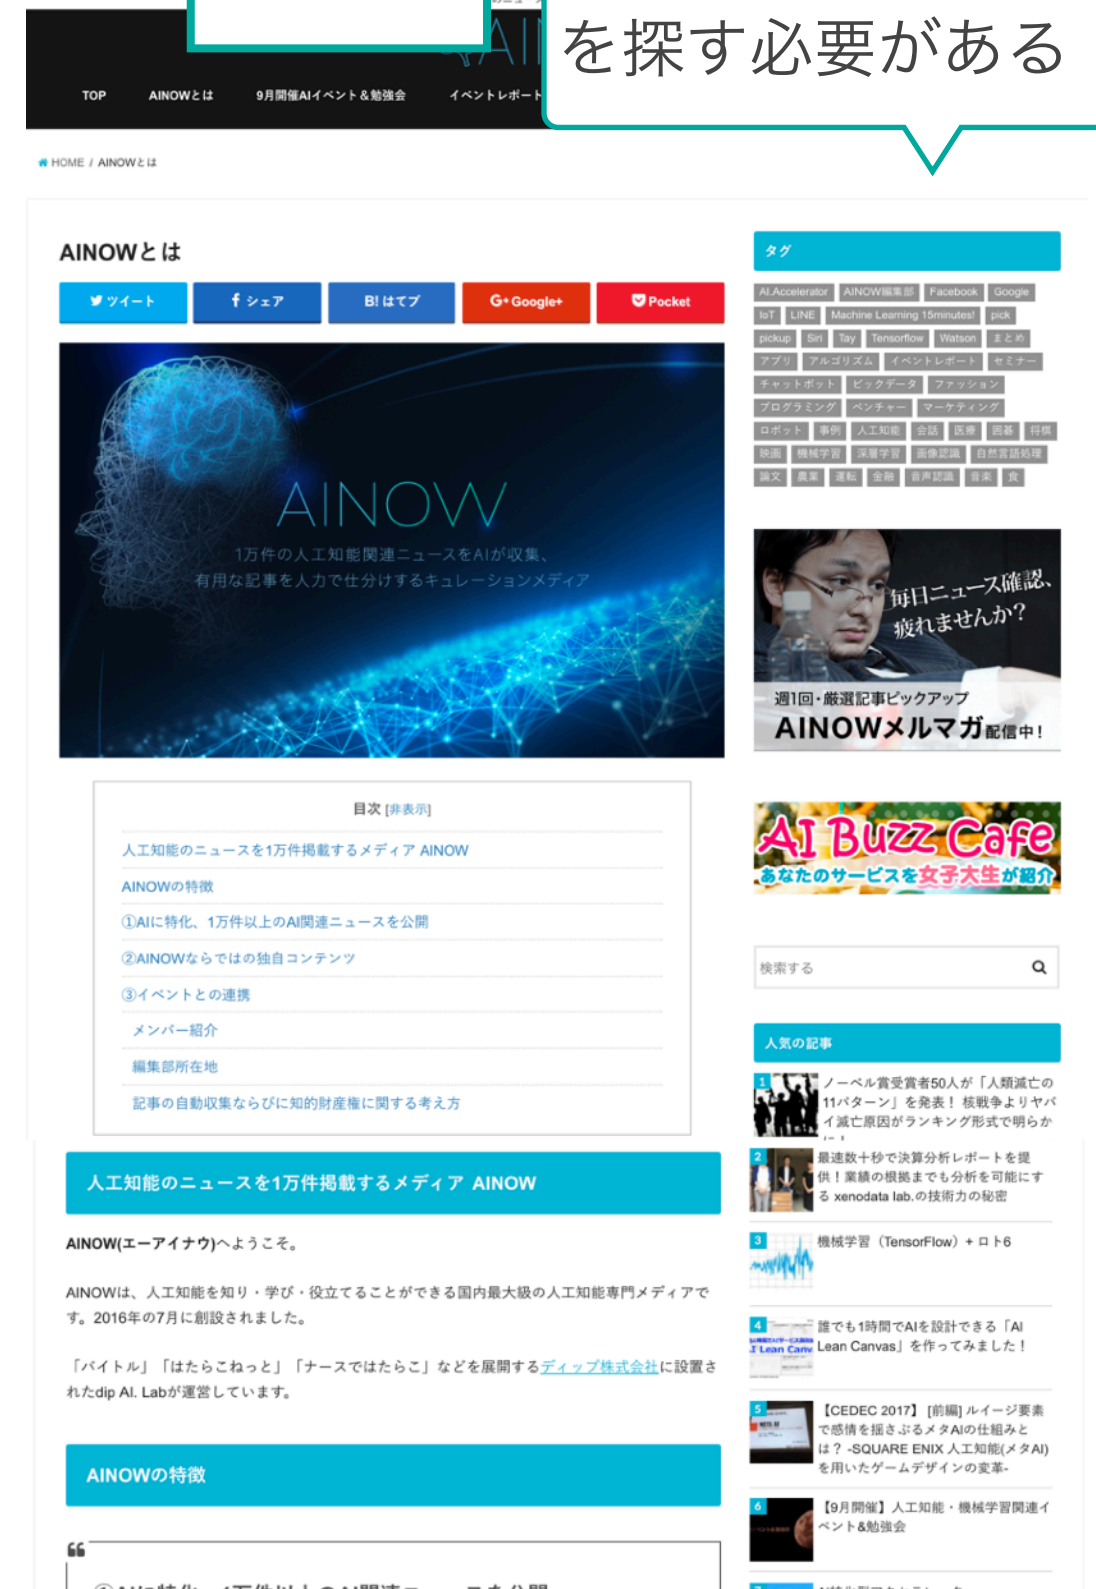 を探す必要がある
AIN
TOP
AINOWとは
9月開催AIイベント＆勉強会
イベントレポート
HOME / AINOWとは
AINOWとは
ツイート
シェア
B! はてブ
G+ Google+
Pocket
AINOW
1万件の人工知能関連ニュースをAIが収集、
有用な記事を人力で仕分けするキュレーションメディア
目次 [非表示]
人工知能のニュースを1万件掲載するメディア AINOW
AINOWの特徴
①AIに特化、1万件以上のAI関連ニュースを公開
②AINOWならではの独自コンテンツ
③イベントとの連携
メンバー紹介
編集部所在地
記事の自動収集ならびに知的財産権に関する考え方
人工知能のニュースを1万件掲載するメディア AINOW
AINOW(エーアイナウ)へようこそ。
AINOWは、人工知能を知り・学び・役立てることができる国内最大級の人工知能専門メディアで
す。2016年の7月に創設されました。
「バイトル」「はたらこねっと」「ナースではたらこ」などを展開するディップ株式会社に設置さ
れたdip AI. Labが運営しています。
AINOWの特徴
①AIに特化、1万件以上のAI関連ニュースを公開
タグ
AI.Accelerator AINOW編集部 Facebook Google
IoT LINE Machine Learning 15minutes! pick
pickup Siri Tay Tensorflow Watson まとめ
アプリ アルゴリズム イベントレポート セミナー
チャットボット ビックデータ ファッション
プログラミング ベンチャー マーケティング
ロボット 事例 人工知能 会話 医療 囲碁 将棋
映画 機械学習 深層学習 画像認識 自然言語処理
論文 農業 運転 金融 音声認識 音楽 食
毎日ニュース確認、
疲れませんか？
週1回・厳選記事ピックアップ
AINOWメルマガ配信中！
AI Buzz Cafe
あなたのサービスを女子大生が紹介
検索する
人気の記事
1
ノーベル賞受賞者50人が「人類滅亡の
11パターン」を発表！ 核戦争よりヤバ
イ滅亡原因がランキング形式で明らか
に！
2
最速数十秒で決算分析レポートを提
供！業績の根拠までも分析を可能にす
る xenodata lab.の技術力の秘密
3
機械学習（TensorFlow）+ ロト6
4
誰でも1時間でAIを設計できる「AI
Lean Canvas」を作ってみました！
5
【CEDEC 2017】 [前編] ルイージ要素
で感情を揺さぶるメタAIの仕組みと
は？ -SQUARE ENIX 人工知能(メタAI)
を用いたゲームデザインの変革-
6
【9月開催】人工知能・機械学習関連イ
ベント&勉強会
7